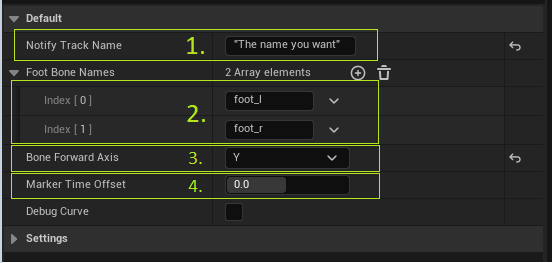 Default
Notify Track Name 1. "The name you want"
Foot Bone Names 2 Array elements
Index [ 0 ] foot_l
2.
Index [ 1 ] foot_r
Bone Forward Axis 3. Y
Marker Time Offset 4. 0.0
Debug Curve
Settings